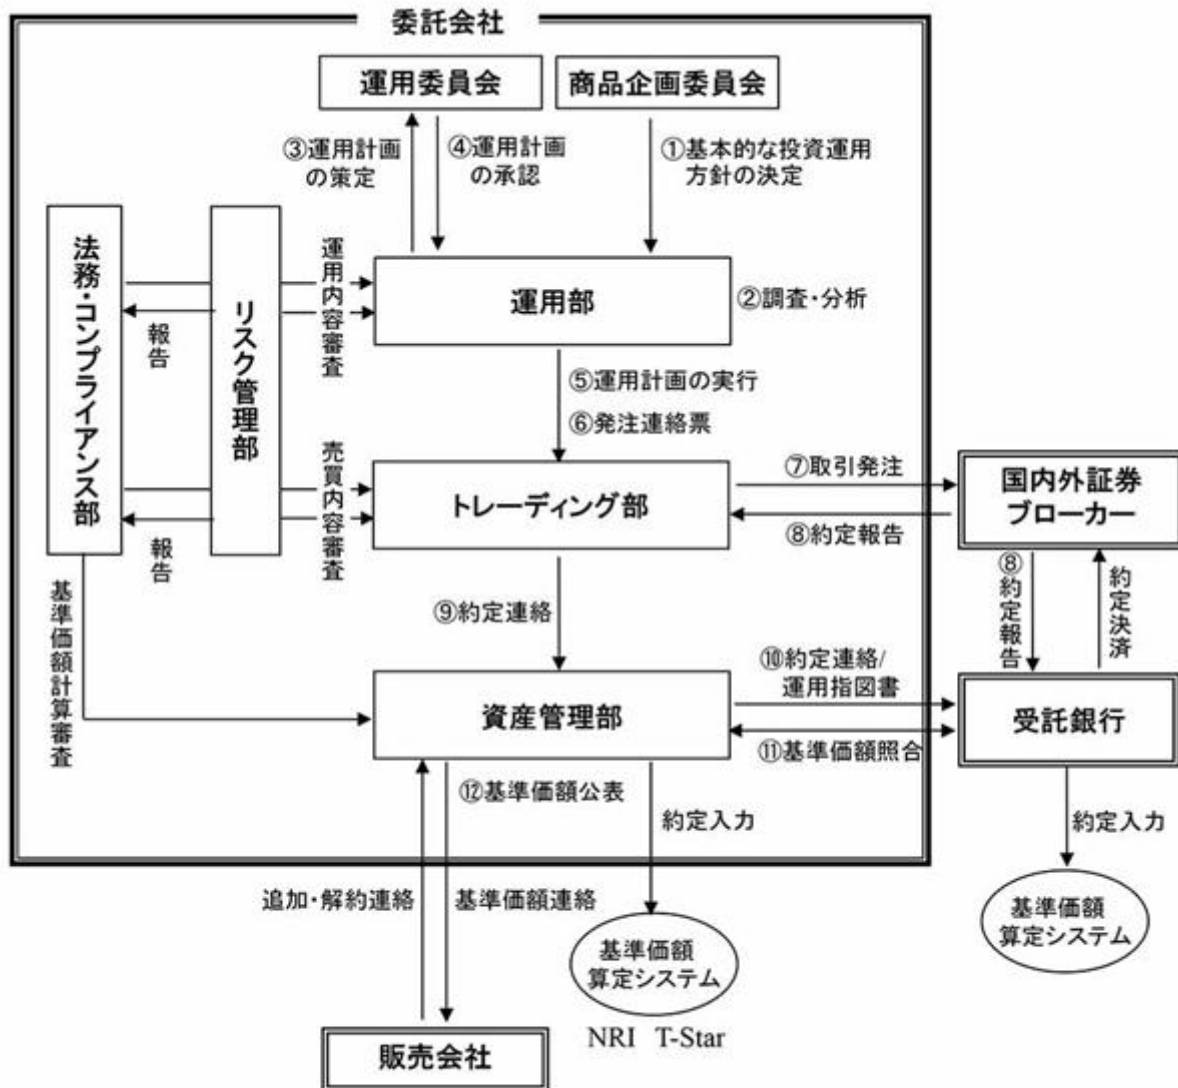 委託会社
運用委員会
商品企画委員会
③運用計画
の策定
④運用計画
の承認
①基本的な投資運用
方針の決定
法務・コンプライアンス部
リスク管理部
運用内容審査
運用部
②調査・分析
報告
⑤運用計画の実行
⑥発注連絡票
売買内容審査
トレーディング部
⑦取引発注
⑧約定報告
国内外証券
ブローカー
報告
⑧約定報告
約定決済
基準価額計算審査
⑨約定連絡
⑩約定連絡/
運用指図書
資産管理部
受託銀行
⑪基準価額照合
⑫基準価額公表
約定入力
約定入力
追加・解約連絡
基準価額連絡
基準価額
算定システム
基準価額
算定システム
NRI T-Star
販売会社